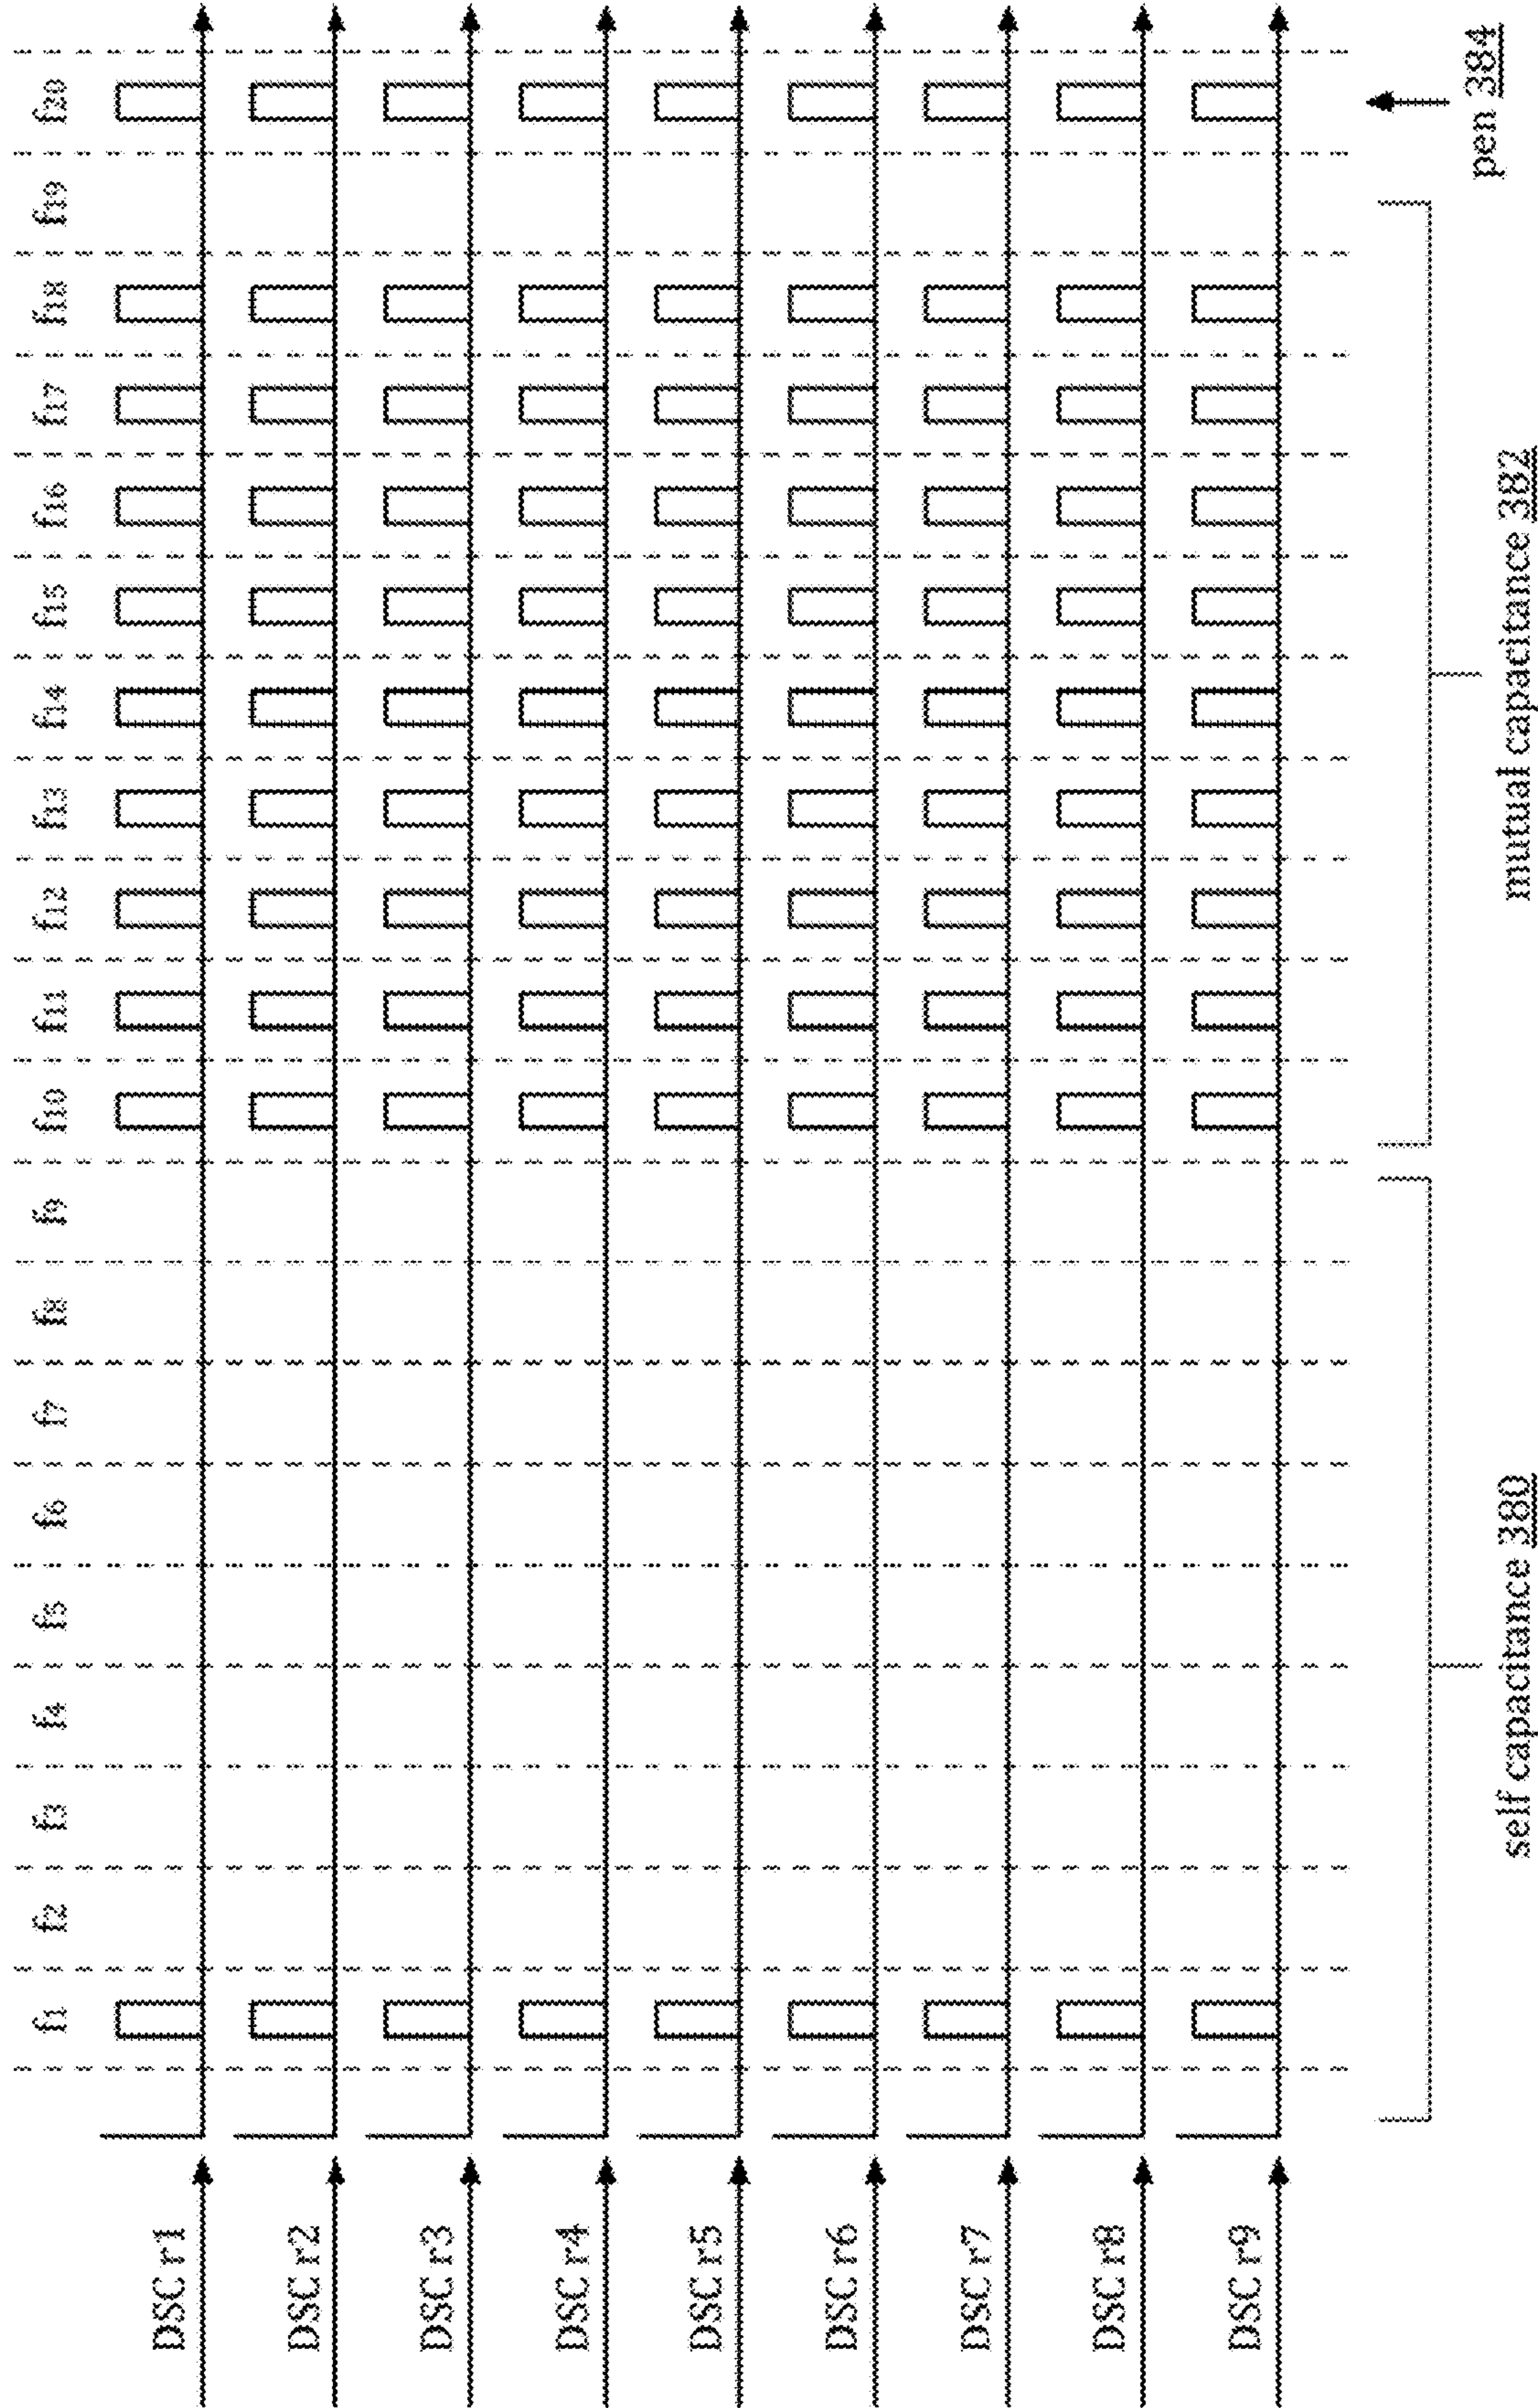 f1 f2 f3 f4 f5 f6 f7 f8 f9 f10 f11 f12 f13 f14 f15 f16 f17 f18 f19 f20
DSC r1
DSC r2
DSC r3
DSC r4
DSC r5
DSC r6
DSC r7
DSC r8
DSC r9
self capacitance 380
mutual capacitance 382
pen 384